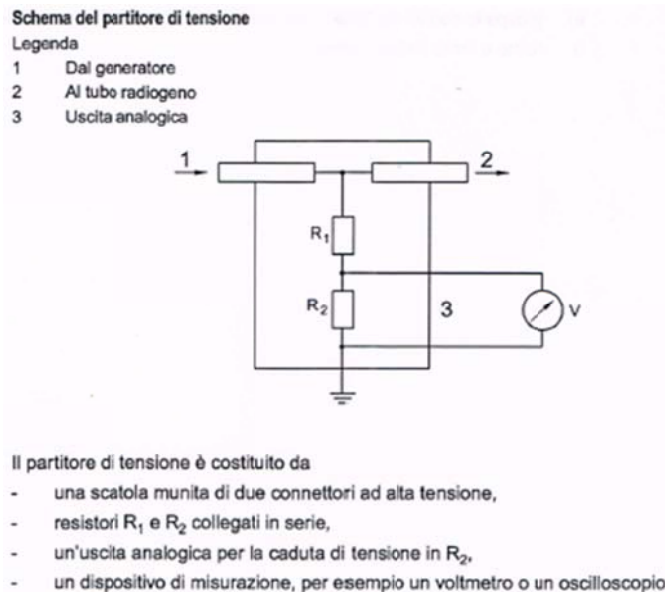 Schema del partitore di tensione
Legenda
1 Dal generatore
2 Al tubo radiogeno
3 Uscita analogica
1
2
R1
R2
3
V
Il partitore di tensione è costituito da
- una scatola munita di due connettori ad alta tensione,
- resistori R1 e R2 collegati in serie,
- un'uscita analogica per la caduta di tensione in R2,
- un dispositivo di misurazione, per esempio un voltmetro o un oscilloscopio